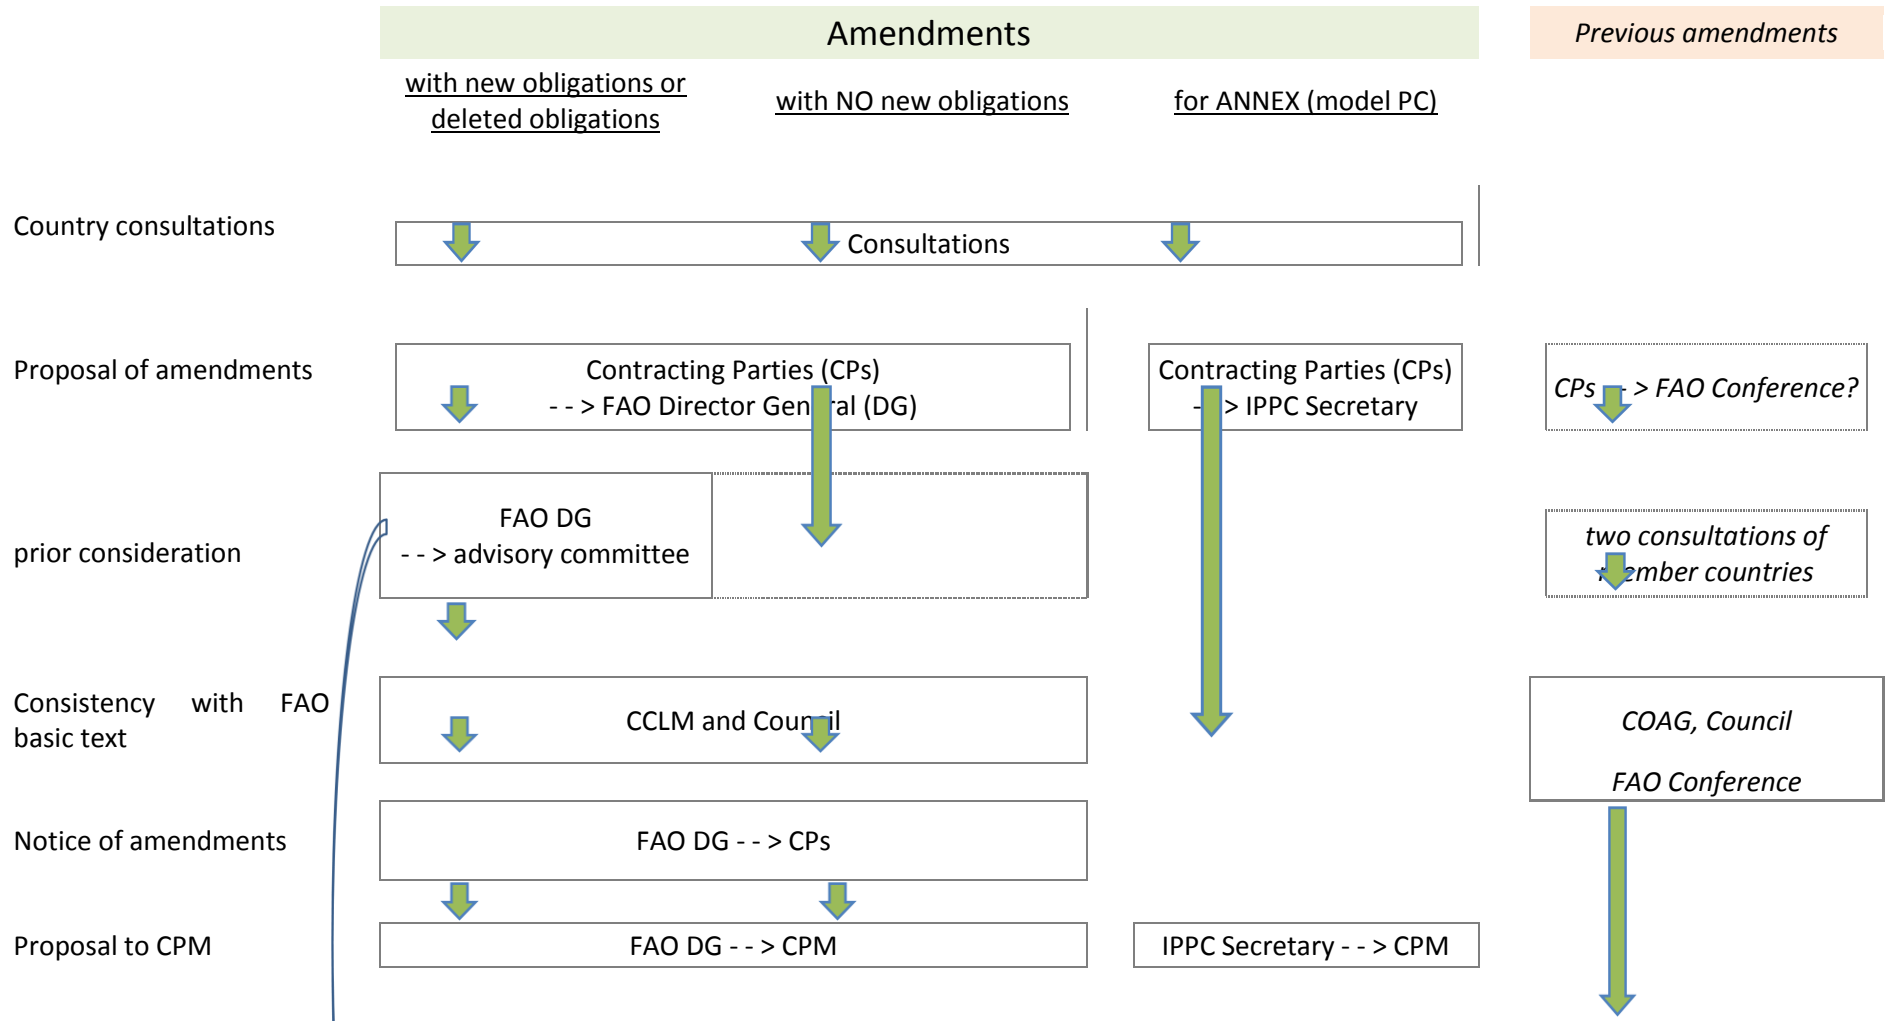 Amendments
Previous amendments
with new obligations or
deleted obligations
with NO new obligations
for ANNEX (model PC)
Country consultations
Consultations
Proposal of amendments
Contracting Parties (CPs)
- - > FAO Director General (DG)
Contracting Parties (CPs)
- - > IPPC Secretary
CPs - - > FAO Conference?
prior consideration
FAO DG
- - > advisory committee
two consultations of
member countries
Consistency with FAO
basic text
CCLM and Council
COAG, Council
FAO Conference
Notice of amendments
FAO DG - - > CPs
Proposal to CPM
FAO DG - - > CPM
IPPC Secretary - - > CPM